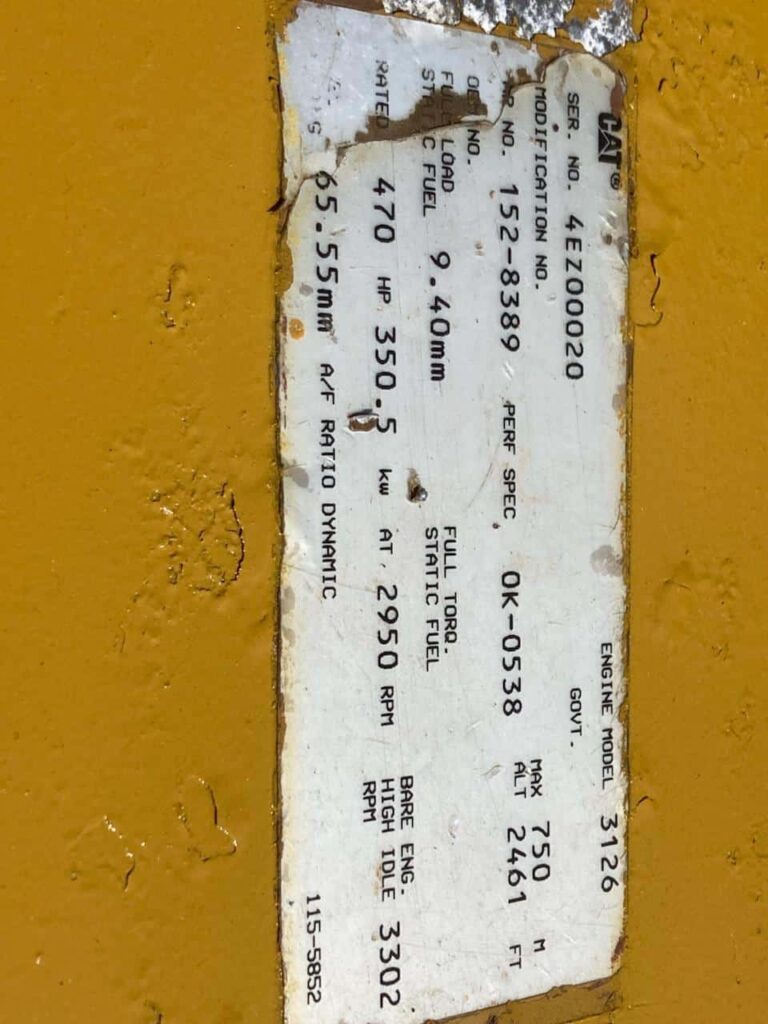 CAT® ENGINE MODEL 3126
SER. NO. 4EZ00020 GOVT.
MODIFICATION NO. MAX 750 M
NO. 152-8389 PERF SPEC 0K-0538 ALT 2461 FT
NO.
FULL LOAD FULL TORQ.
STATIC FUEL 9.40mm STATIC FUEL
BARE ENG.
RATED 470 HP 350.5 kW AT 2950 RPM HIGH IDLE 3302
RPM
65.55mm A/F RATIO DYNAMIC
115-5852